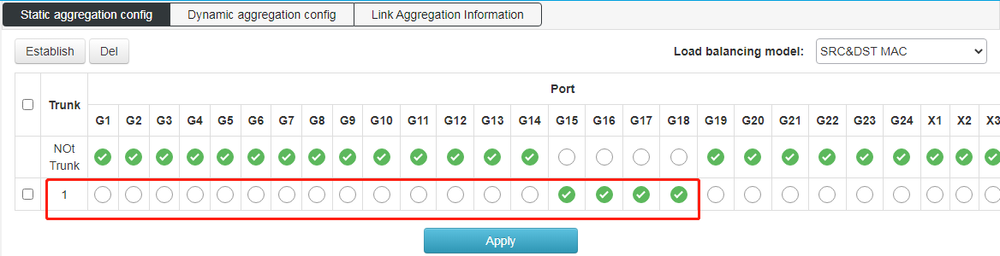 Static aggregation config Dynamic aggregation config Link Aggregation Information
Establish Del Load balancing model: SRC&DST MAC
Port
Trunk
G1 G2 G3 G4 G5 G6 G7 G8 G9 G10 G11 G12 G13 G14 G15 G16 G17 G18 G19 G20 G21 G22 G23 G24 X1 X2 X3
NOt
Trunk
1
Apply